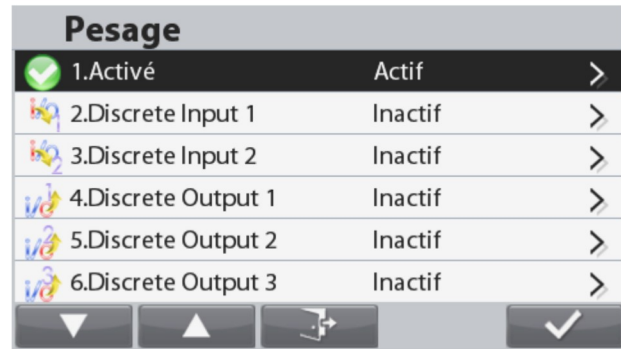 Pesage
1.Activé Actif
2.Discrete Input 1 Inactif
3.Discrete Input 2 Inactif
4.Discrete Output 1 Inactif
5.Discrete Output 2 Inactif
6.Discrete Output 3 Inactif